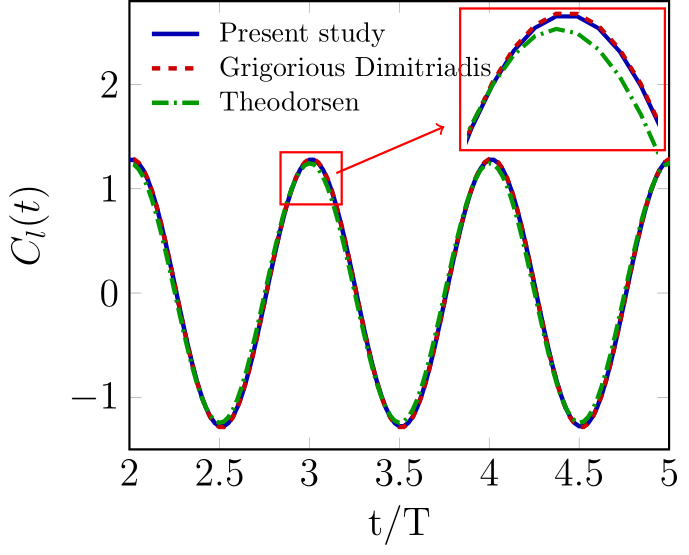 Present study
Grigorious Dimitriadis
Theodorsen
2
1
0
−1
C_l(t)
2 2.5 3 3.5 4 4.5 5
t/T